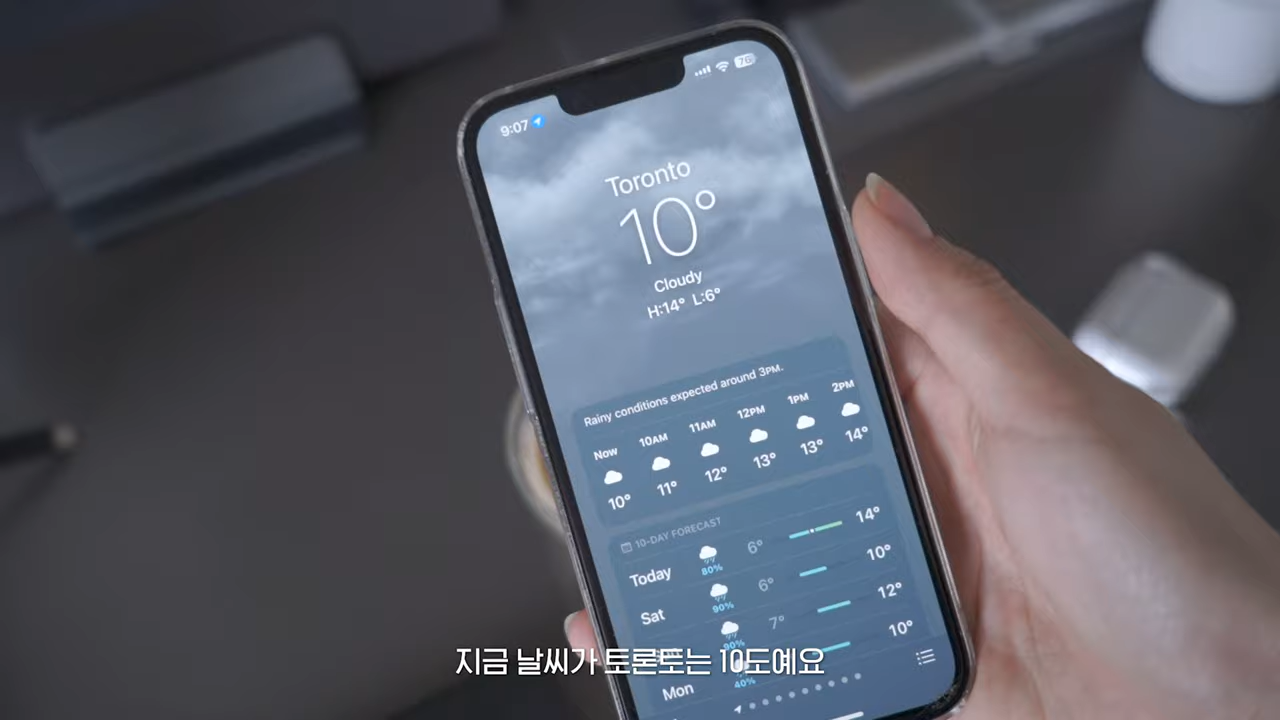 9:07
76
Toronto
10°
Cloudy
H:14° L:6°
Rainy conditions expected around 3PM.
Now 10AM 11AM 12PM 1PM 2PM
10° 11° 12° 13° 13° 14°
10-DAY FORECAST
Today 80% 6° 14°
Sat 90% 6° 10°
90% 7° 12°
Mon 40% 10°
지금 날씨가 토론토는 10도예요